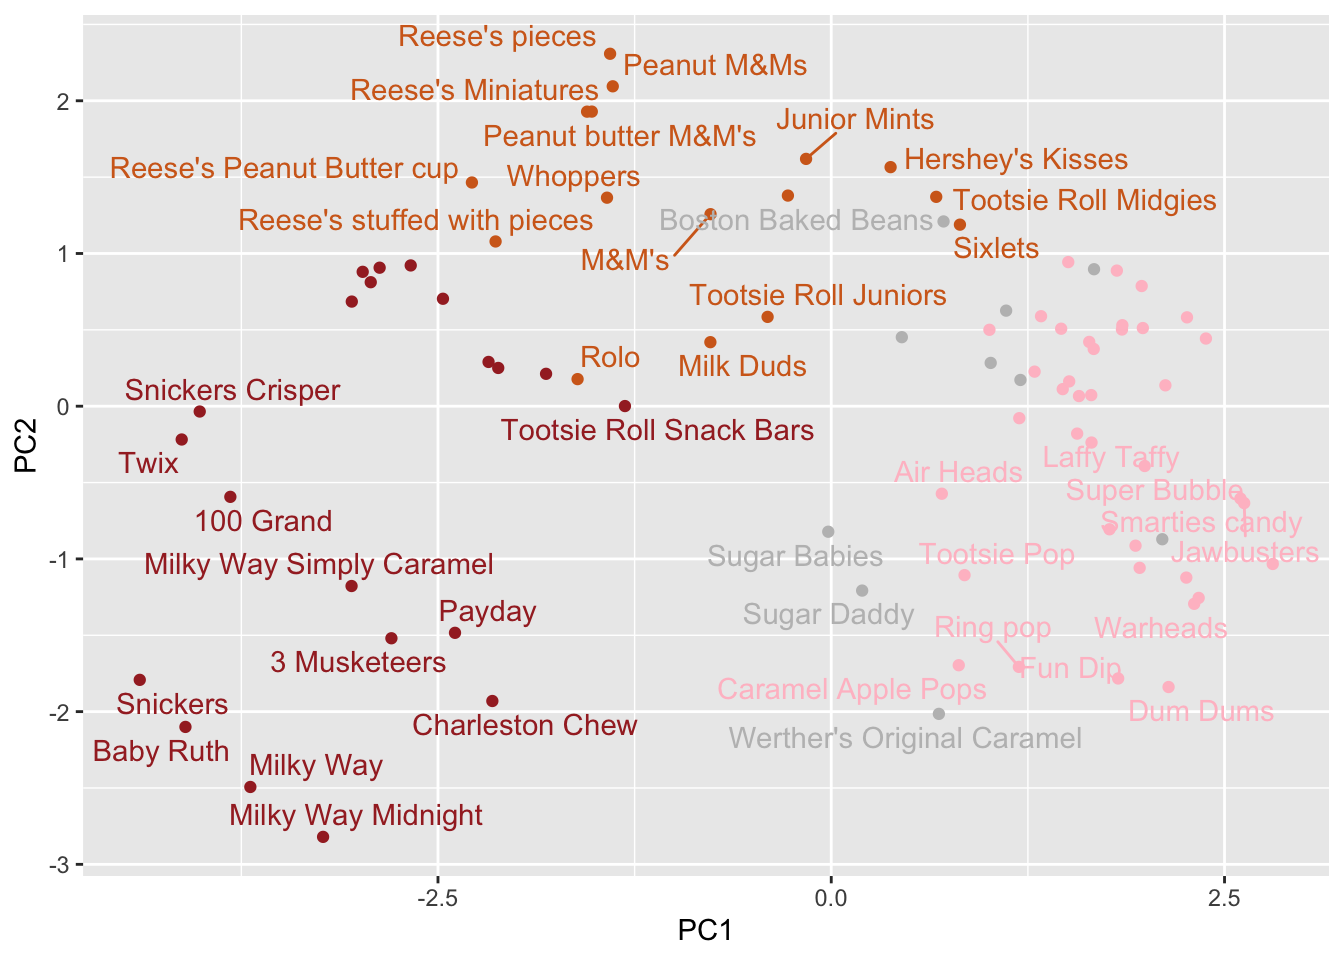 Reese's pieces
Peanut M&Ms
Reese's Miniatures
Junior Mints
Peanut butter M&M's
Hershey's Kisses
Reese's Peanut Butter cup
Whoppers
Tootsie Roll Midgies
Reese's stuffed with pieces
Boston Baked Beans
Sixlets
M&M's
Tootsie Roll Juniors
Rolo
Milk Duds
Snickers Crisper
Tootsie Roll Snack Bars
Twix
Laffy Taffy
Air Heads
Super Bubble
100 Grand
Smarties candy
Jawbusters
Sugar Babies
Tootsie Pop
Milky Way Simply Caramel
Payday
Sugar Daddy
Ring pop
Warheads
3 Musketeers
Fun Dip
Caramel Apple Pops
Snickers
Dum Dums
Charleston Chew
Werther's Original Caramel
Baby Ruth
Milky Way
Milky Way Midnight
2
1
0
-1
-2
-3
PC2
-2.5
0.0
2.5
PC1